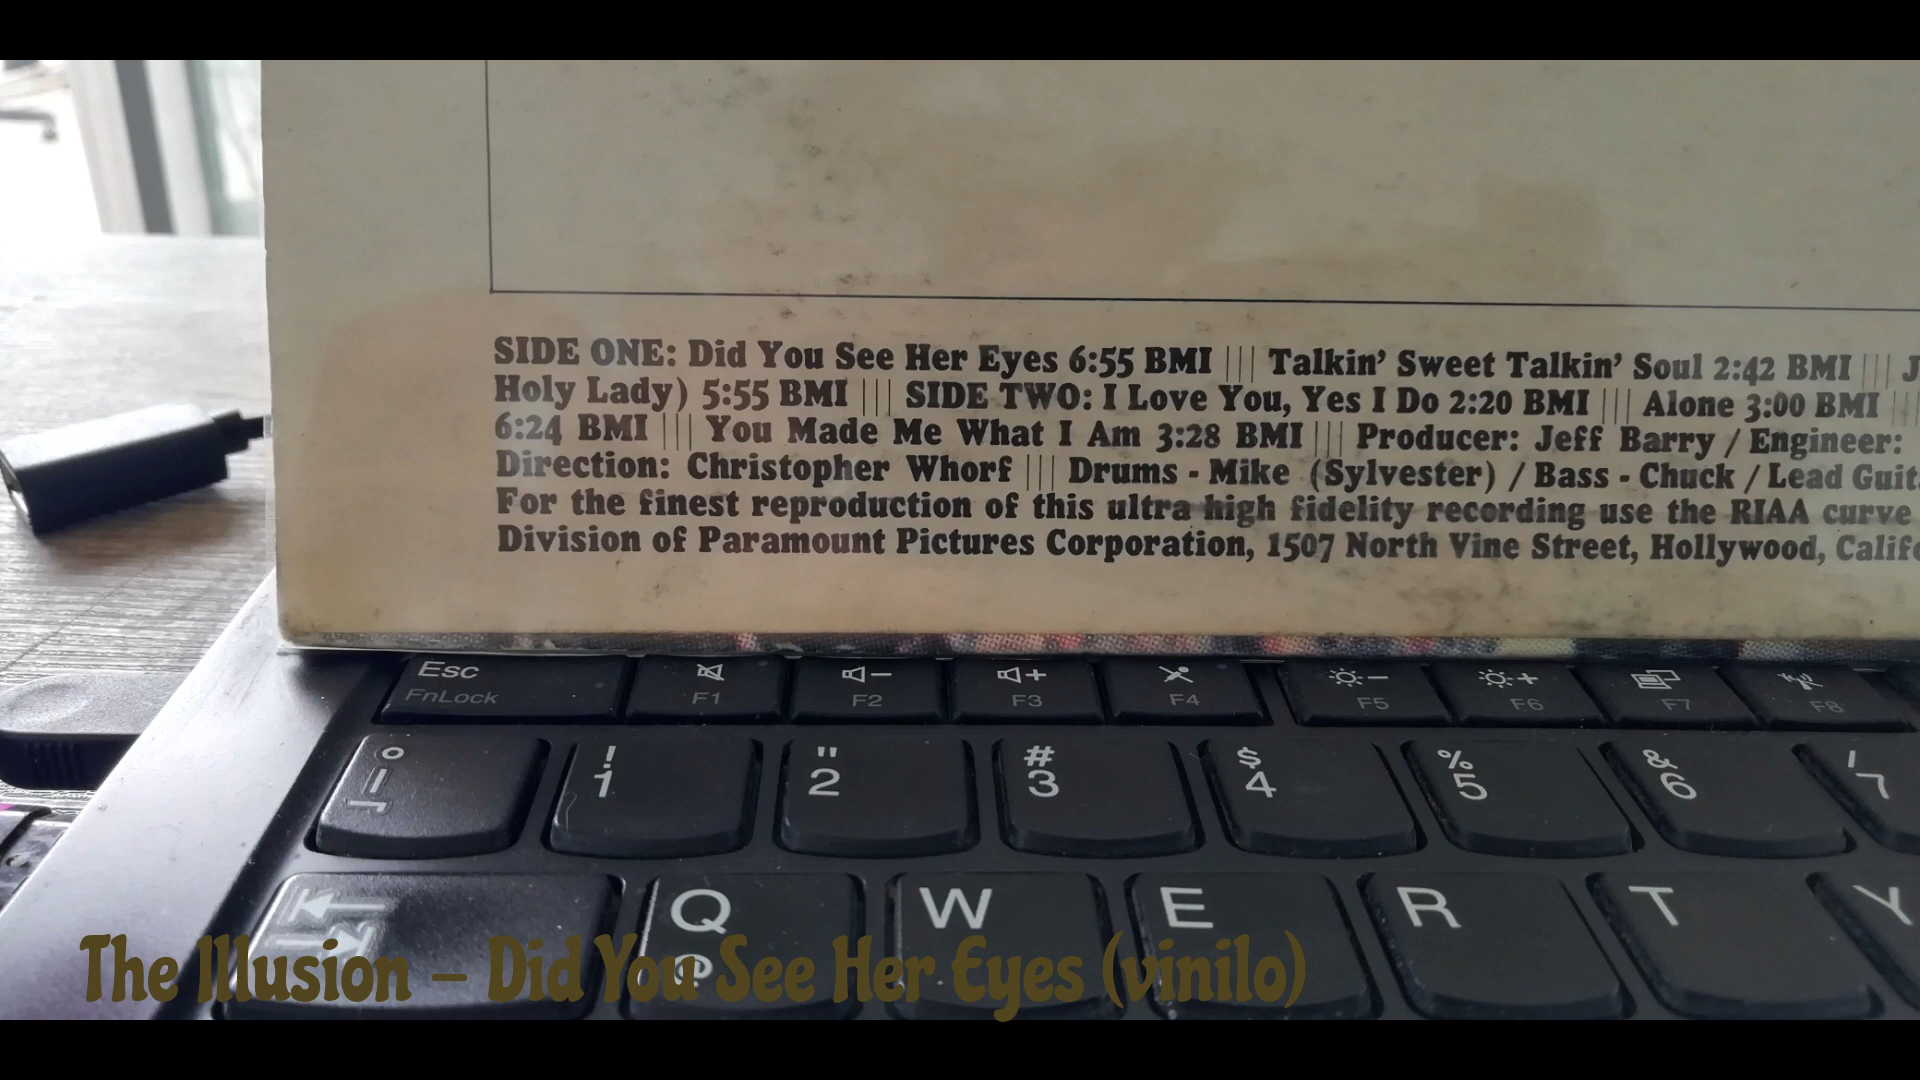 SIDE ONE: Did You See Her Eyes 6:55 BMI ||| Talkin' Sweet Talkin' Soul 2:42 BMI ||| J
Holy Lady) 5:55 BMI ||| SIDE TWO: I Love You, Yes I Do 2:20 BMI ||| Alone 3:00 BMI |||
6:24 BMI ||| You Made Me What I Am 3:28 BMI ||| Producer: Jeff Barry / Engineer:
Direction: Christopher Whorf ||| Drums - Mike (Sylvester) / Bass - Chuck / Lead Guit
For the finest reproduction of this ultra high fidelity recording use the RIAA curve
Division of Paramount Pictures Corporation, 1507 North Vine Street, Hollywood, Califo
Esc
FnLock F1 F2 F3 F4 F5 F6 F7 F8
° ! " # $ % & '
| 1 2 3 4 5 6 7
¬
Q W E R T Y
@
The Illusion - Did You See Her Eyes (vinilo)